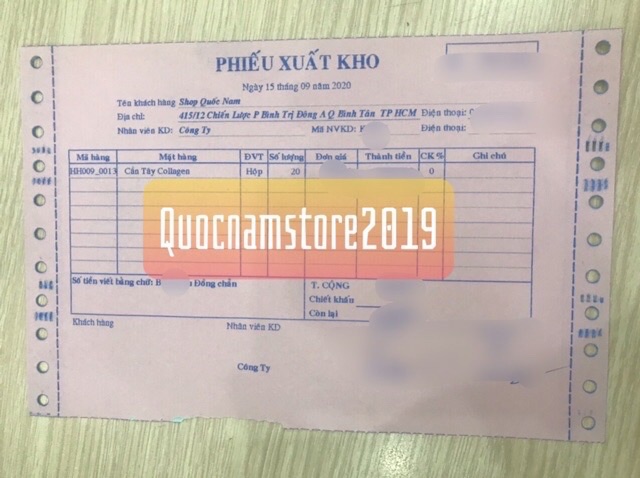 PHIẾU XUẤT KHO
Ngày 15 tháng 09 năm 2020
Tên khách hàng Shop Quốc Nam
Địa chỉ: 415/12 Chiến Lược P Bình Trị Đông A Q Bình Tân TP HCM Điện thoại:
Nhân viên KD: Công Ty Mã NVKD: Điện thoại:
Mã hàng Mặt hàng ĐVT Số lượng Đơn giá Thành tiền CK % Ghi chú
HH009_0013 Cần Tây Collagen Hộp 20 0
Quocnamstore2019
Số tiền viết bằng chữ: Đồng chẵn T. CỘNG
Chiết khấu
Còn lại
Khách hàng Nhân viên KD
Công Ty